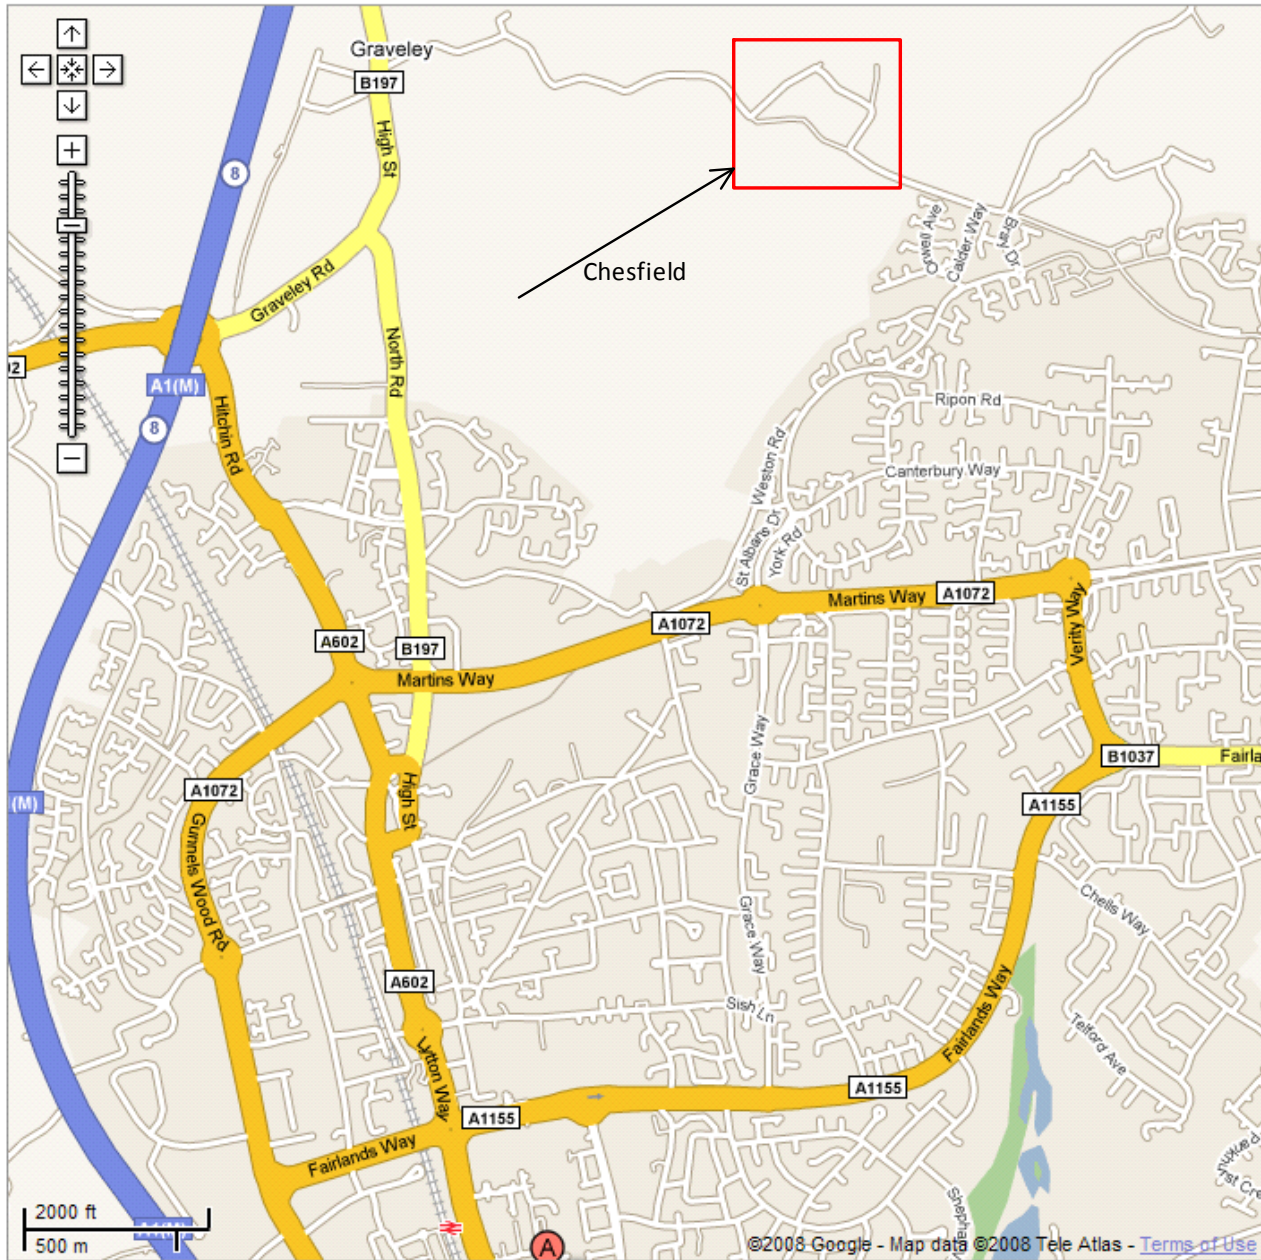 Graveley
B197
High St
8
Chesfield
Orwell Ave
Calder Way
Bray Dr
Graveley Rd
North Rd
A1(M)
Hitchin Rd
8
Ripon Rd
Canterbury Way
Weston Rd
St Albans Dr
York Rd
Martins Way
A1072
A1072
Verity Way
A602
B197
Martins Way
Grace Way
B1037
Fairla
A1072
(M)
High St
A1155
Gunnels Wood Rd
Chells Way
Grace Way
A602
Sish Ln
Fairlands Way
Telford Ave
Lytton Way
A1155
A1155
Fairlands Way
2000 ft
500 m
A1(M)
A
Shepha
©2008 Google - Map data ©2008 Tele Atlas - Terms of Use